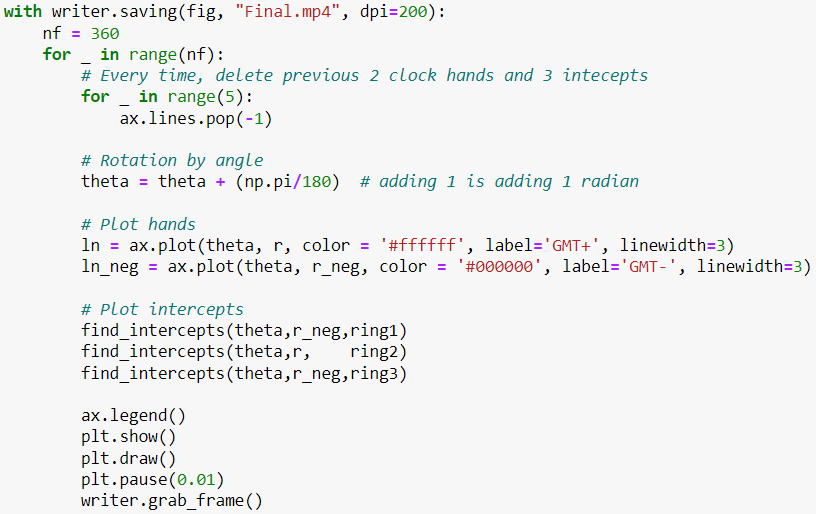 with writer.saving(fig, "Final.mp4", dpi=200):
    nf = 360
    for _ in range(nf):
        # Every time, delete previous 2 clock hands and 3 intecepts
        for _ in range(5):
            ax.lines.pop(-1)

        # Rotation by angle
        theta = theta + (np.pi/180)  # adding 1 is adding 1 radian

        # Plot hands
        ln = ax.plot(theta, r, color = '#ffffff', label='GMT+', linewidth=3)
        ln_neg = ax.plot(theta, r_neg, color = '#000000', label='GMT-', linewidth=3)

        # Plot intercepts
        find_intercepts(theta,r_neg,ring1)
        find_intercepts(theta,r,    ring2)
        find_intercepts(theta,r_neg,ring3)

        ax.legend()
        plt.show()
        plt.draw()
        plt.pause(0.01)
        writer.grab_frame()